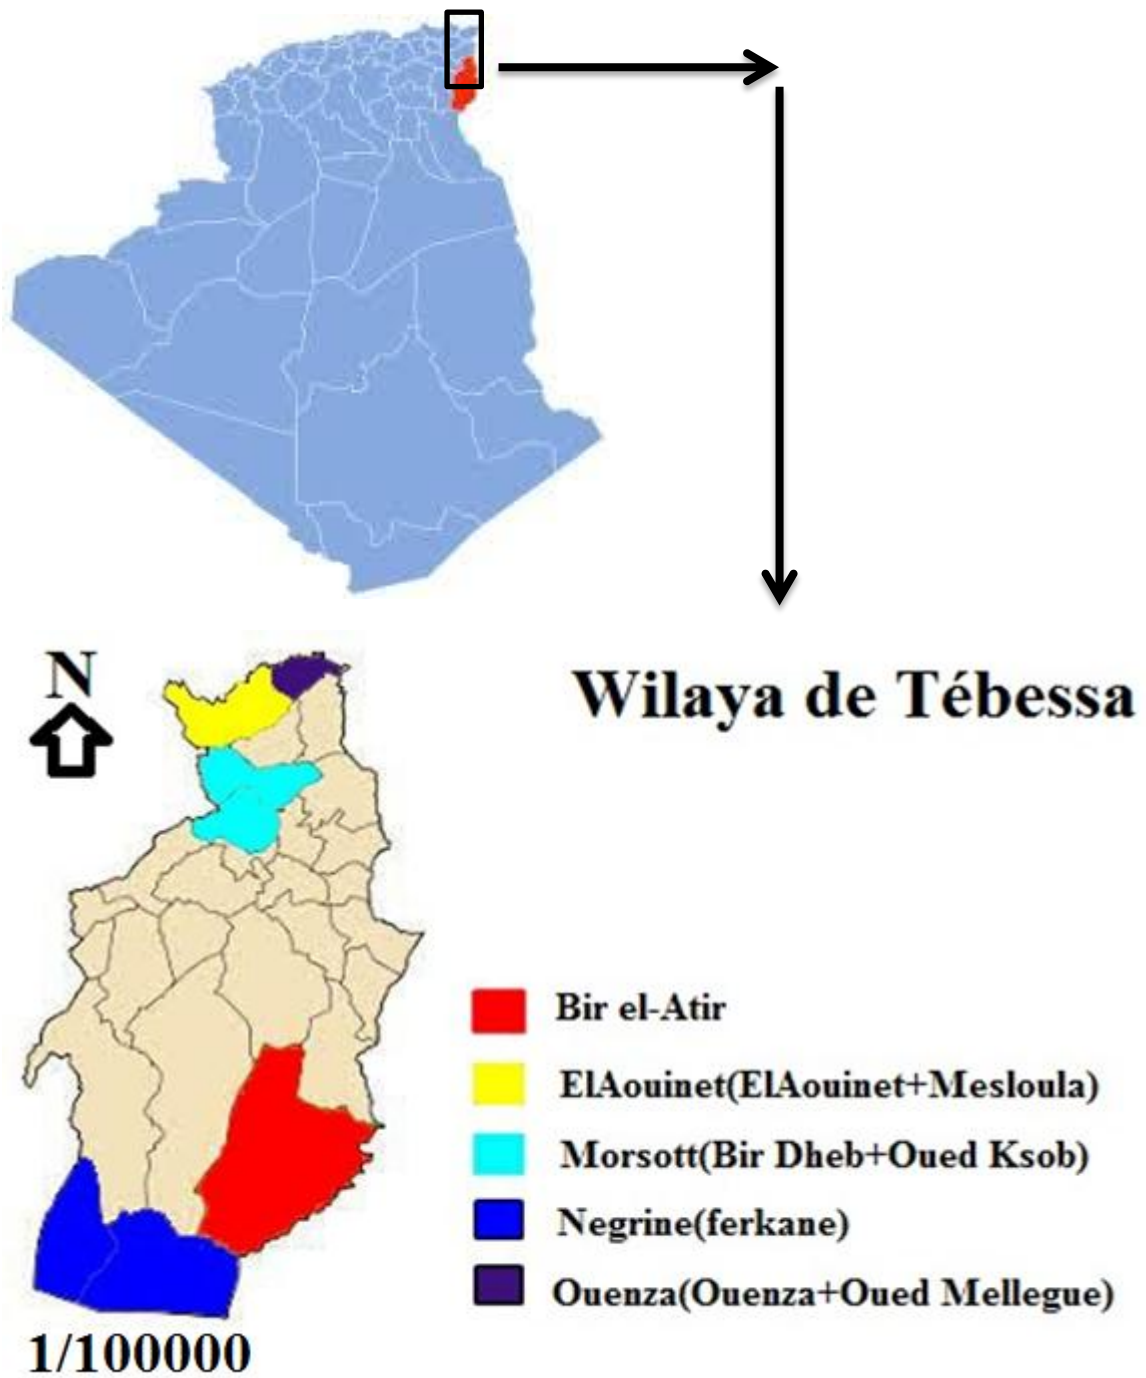 N
Wilaya de Tébessa
Bir el-Atir
ElAouinet(ElAouinet+Mesloula)
Morsott(Bir Dheb+Oued Ksob)
Negrine(ferkane)
Ouenza(Ouenza+Oued Mellegue)
1/100000